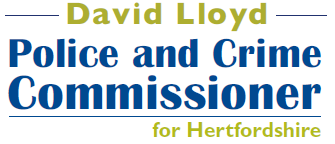 David Lloyd
Police and Crime
Commissioner
for Hertfordshire